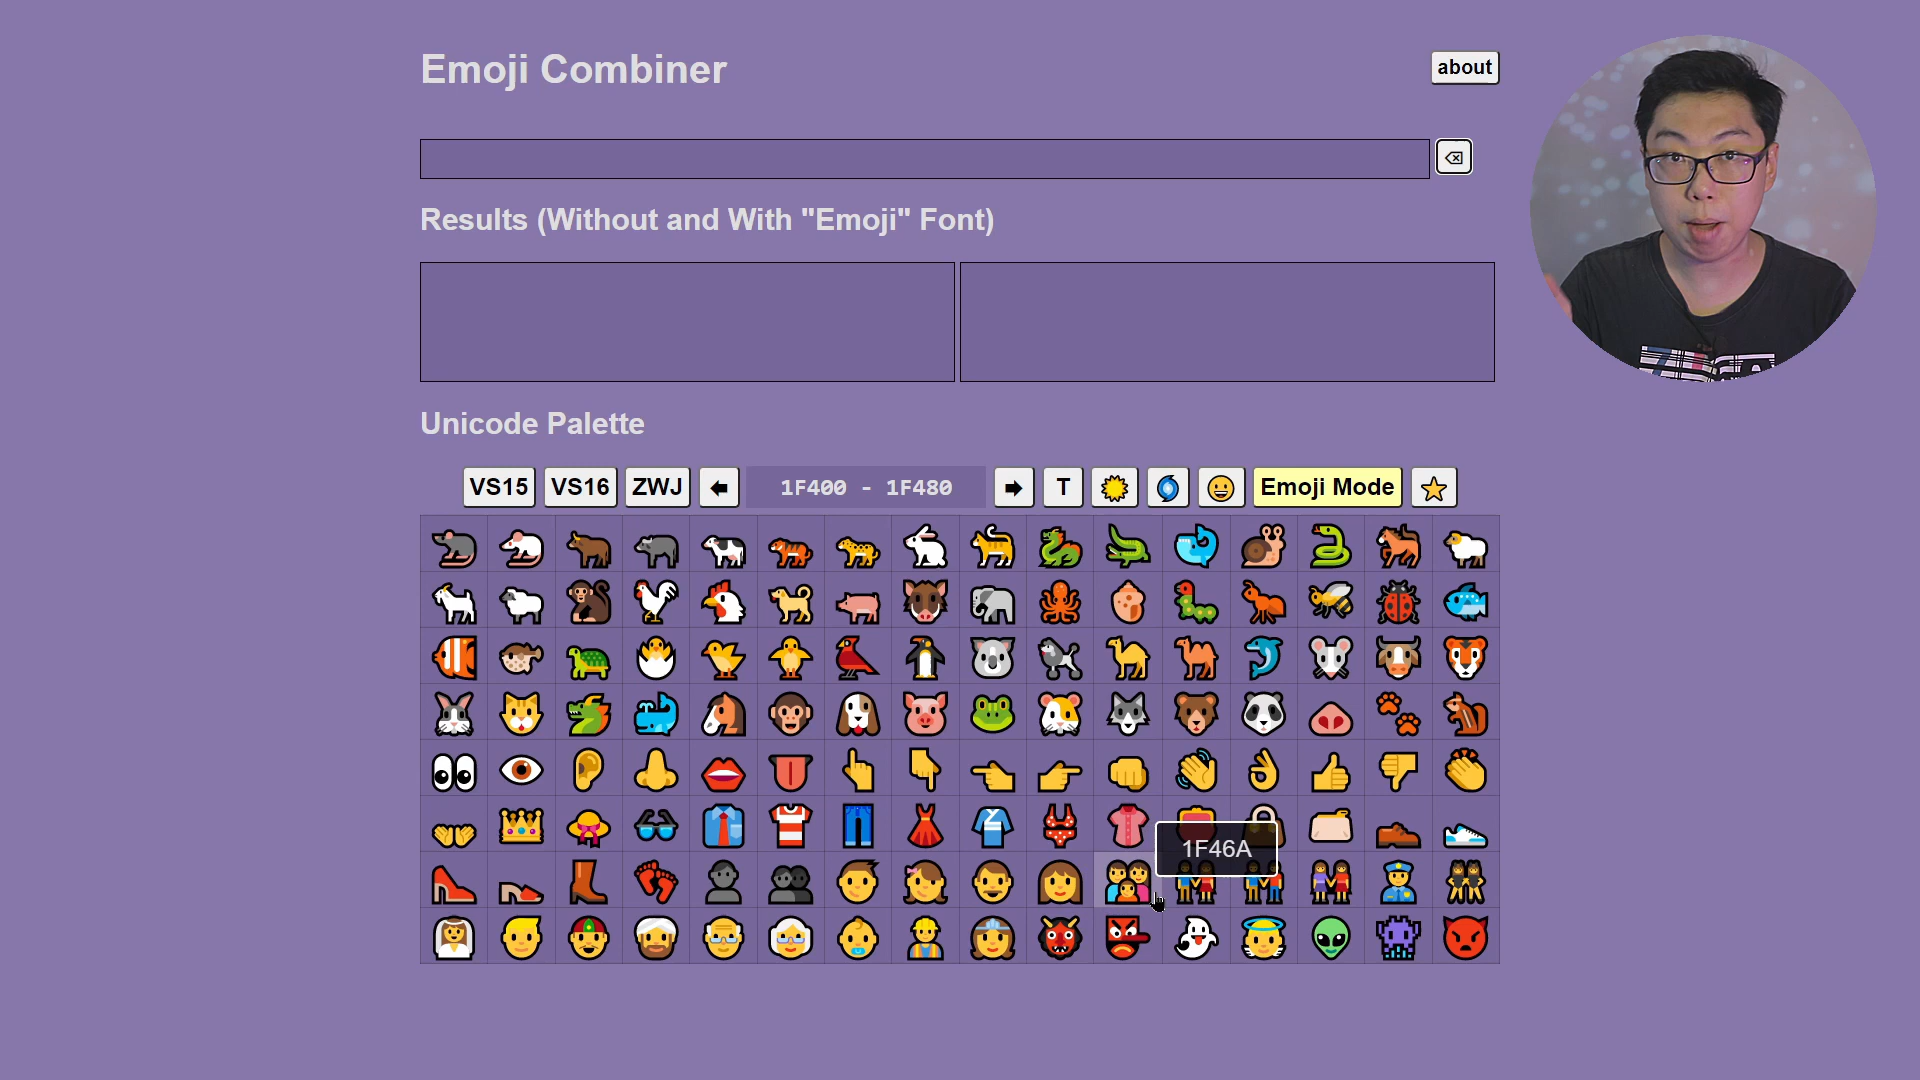 Emoji Combiner
about
Results (Without and With "Emoji" Font)
Unicode Palette
VS15 VS16 ZWJ 1F400 - 1F480 T Emoji Mode
1F46A